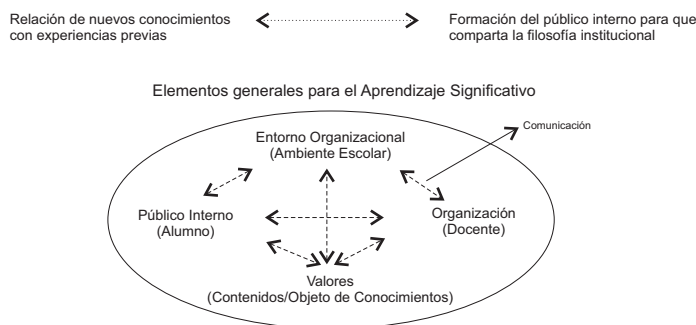 Relación de nuevos conocimientos
con experiencias previas
Formación del público interno para que
comparta la filosofía institucional
Elementos generales para el Aprendizaje Significativo
Comunicación
Entorno Organizacional
(Ambiente Escolar)
Público Interno
(Alumno)
Organización
(Docente)
Valores
(Contenidos/Objeto de Conocimientos)